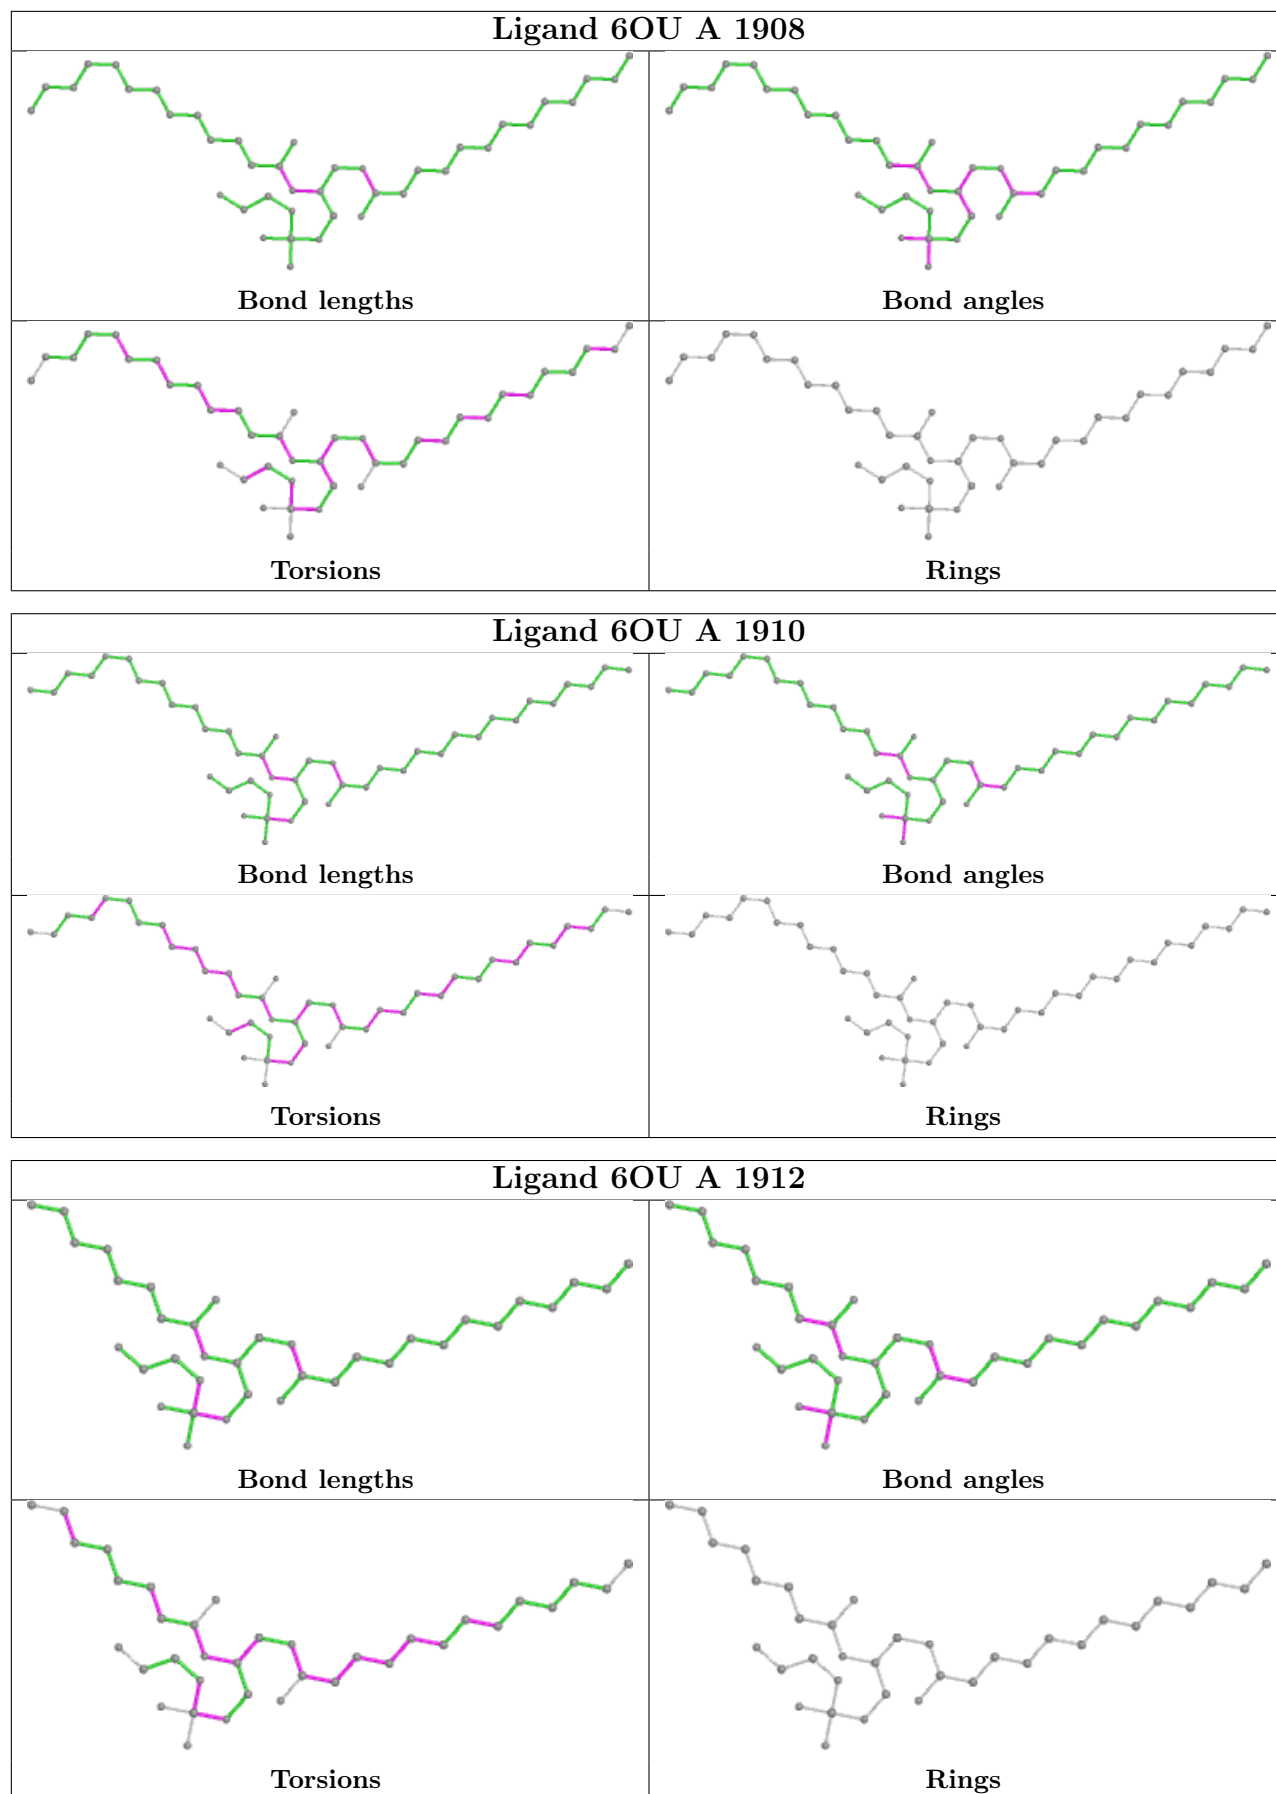 Ligand 6OU A 1908
Bond lengths
Bond angles
Torsions
Rings
Ligand 6OU A 1910
Bond lengths
Bond angles
Torsions
Rings
Ligand 6OU A 1912
Bond lengths
Bond angles
Torsions
Rings